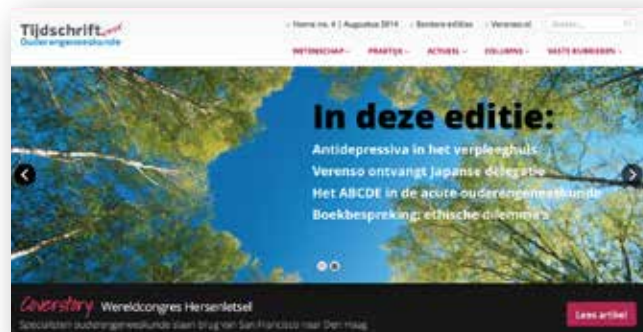 Tijdschrift voor
Ouderengeneeskunde
Home no. 4 | Augustus 2014 Eerdere edities Verenso.nl Zoeken...
WETENSCHAP PRAKTIJK ACTUEEL COLUMNS VASTE RUBRIEKEN
In deze editie:
Antidepressiva in het verpleeghuis
Verenso ontvangt Japanse delegatie
Het ABCDE in de acute ouderengeneeskunde
Boekbespreking: ethische dilemma's
Coverstory Wereldcongres Hersenletsel
Specialisten ouderengeneeskunde slaan brug van San Francisco naar Den Haag
Lees artikel